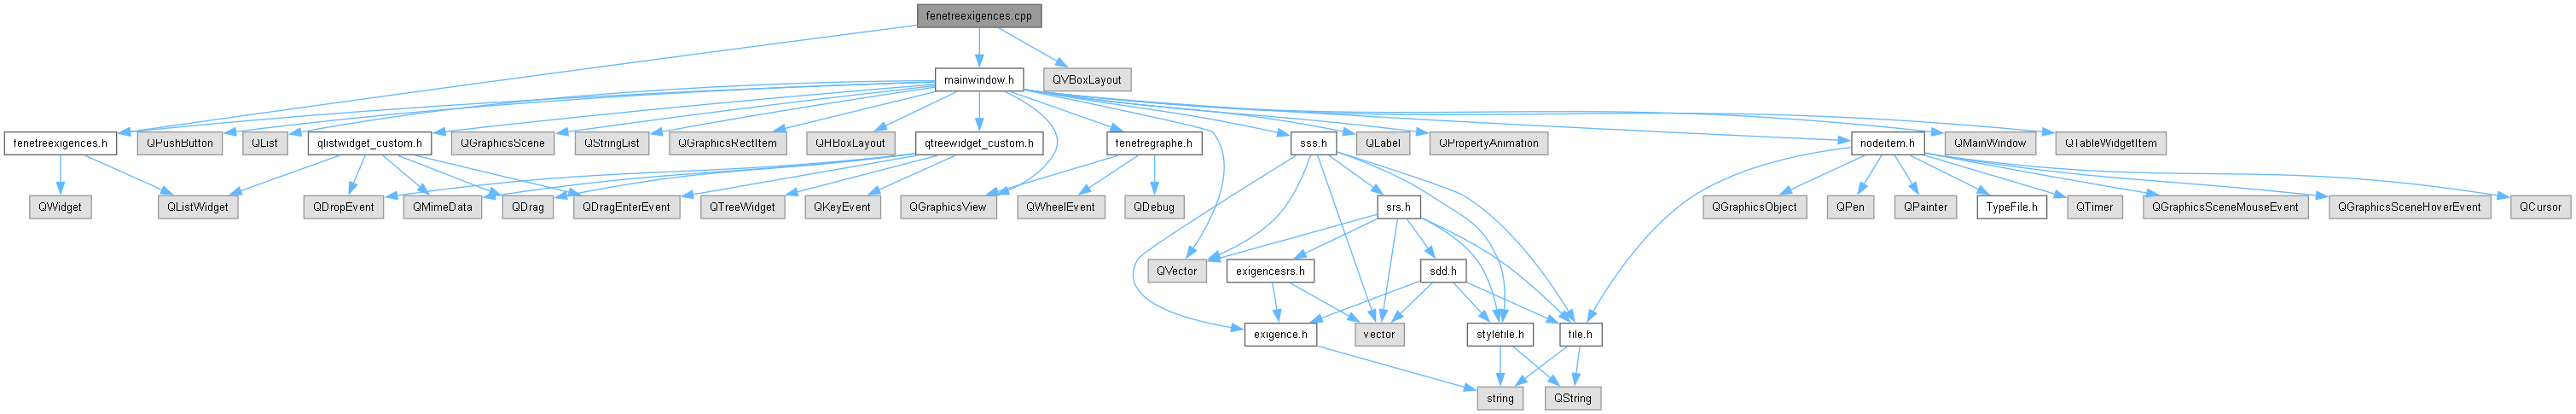 fenetreexigences.cpp
mainwindow.h
QVBoxLayout
fenetreexigences.h
QPushButton
QList
qlistwidget_custom.h
QGraphicsScene
QStringList
QGraphicsRectItem
QHBoxLayout
qtreewidget_custom.h
fenetregraphe.h
sss.h
QLabel
QPropertyAnimation
nodeitem.h
QMainWindow
QTableWidgetItem
QWidget
QListWidget
QDropEvent
QMimeData
QDrag
QDragEnterEvent
QTreeWidget
QKeyEvent
QGraphicsView
QWheelEvent
QDebug
srs.h
QGraphicsObject
QPen
QPainter
TypeFile.h
QTimer
QGraphicsSceneMouseEvent
QGraphicsSceneHoverEvent
QCursor
QVector
exigencesrs.h
sdd.h
exigence.h
vector
stylefile.h
file.h
string
QString